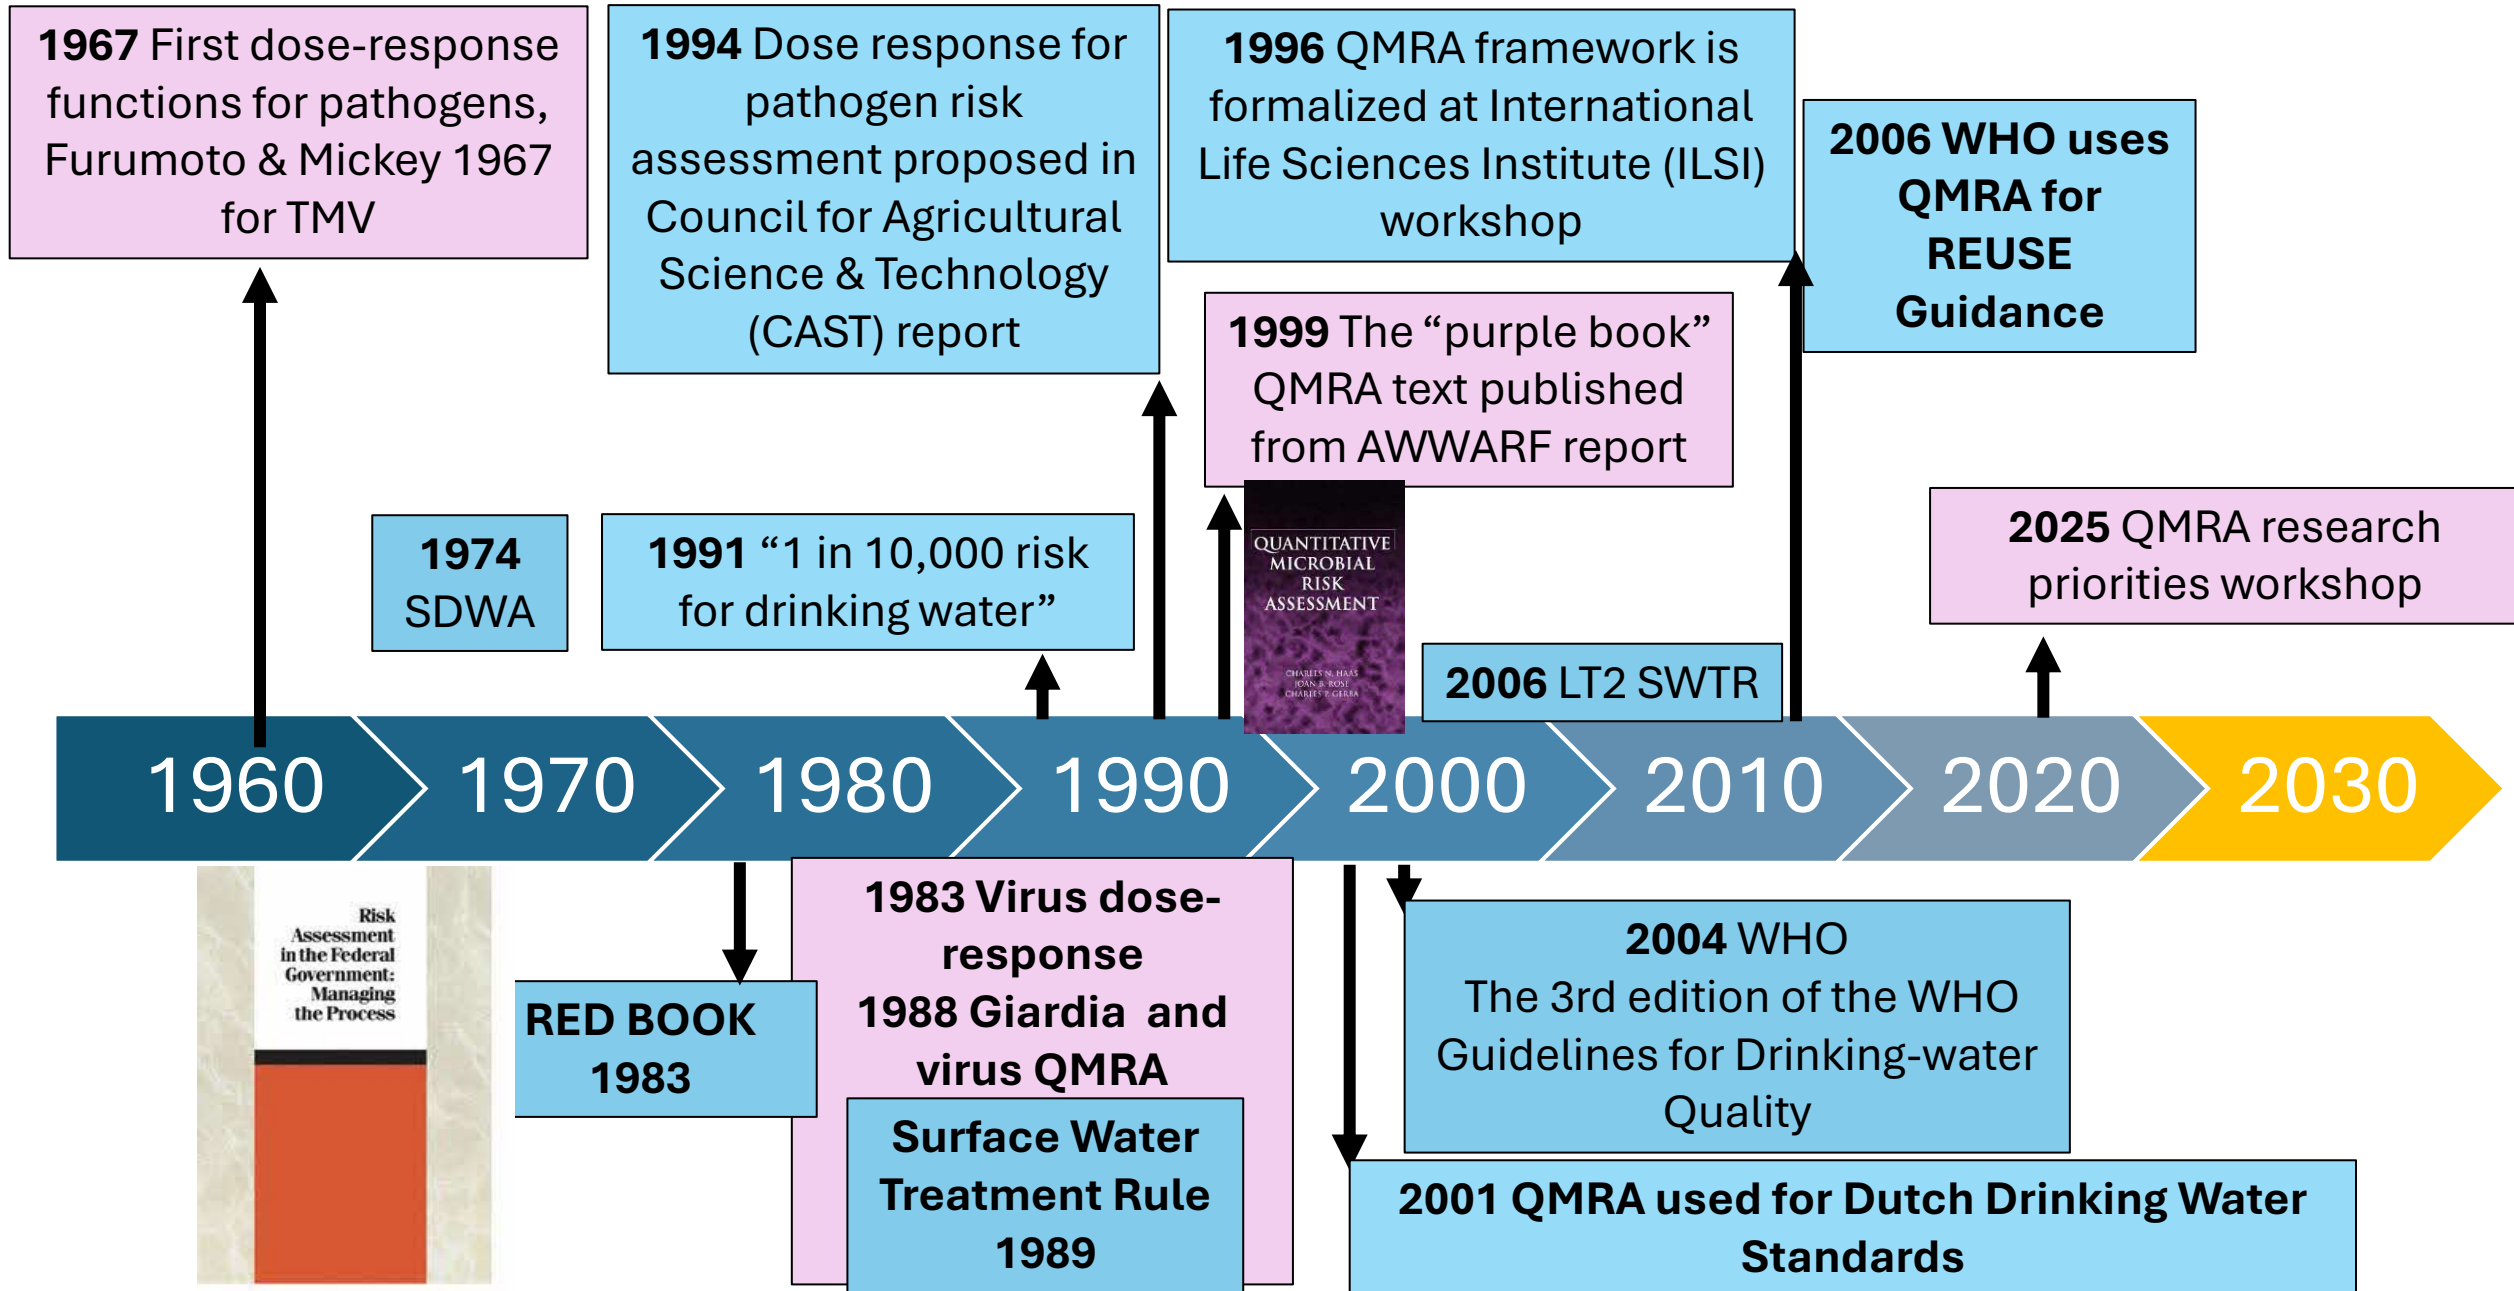 1967 First dose-response
functions for pathogens,
Furumoto & Mickey 1967
for TMV
1994 Dose response for
pathogen risk
assessment proposed in
Council for Agricultural
Science & Technology
(CAST) report
1996 QMRA framework is
formalized at International
Life Sciences Institute (ILSI)
workshop
2006 WHO uses
QMRA for
REUSE
Guidance
1999 The “purple book”
QMRA text published
from AWWARF report
1974
SDWA
1991 “1 in 10,000 risk
for drinking water”
QUANTITATIVE
MICROBIAL
RISK
ASSESSMENT
CHARLES N. HAAS
JOAN B. ROSE
CHARLES P. GERBA
2006 LT2 SWTR
2025 QMRA research
priorities workshop
1960
1970
1980
1990
2000
2010
2020
2030
Risk
Assessment
in the Federal
Government:
Managing
the Process
RED BOOK
1983
1983 Virus dose-
response
1988 Giardia and
virus QMRA
Surface Water
Treatment Rule
1989
2004 WHO
The 3rd edition of the WHO
Guidelines for Drinking-water
Quality
2001 QMRA used for Dutch Drinking Water
Standards